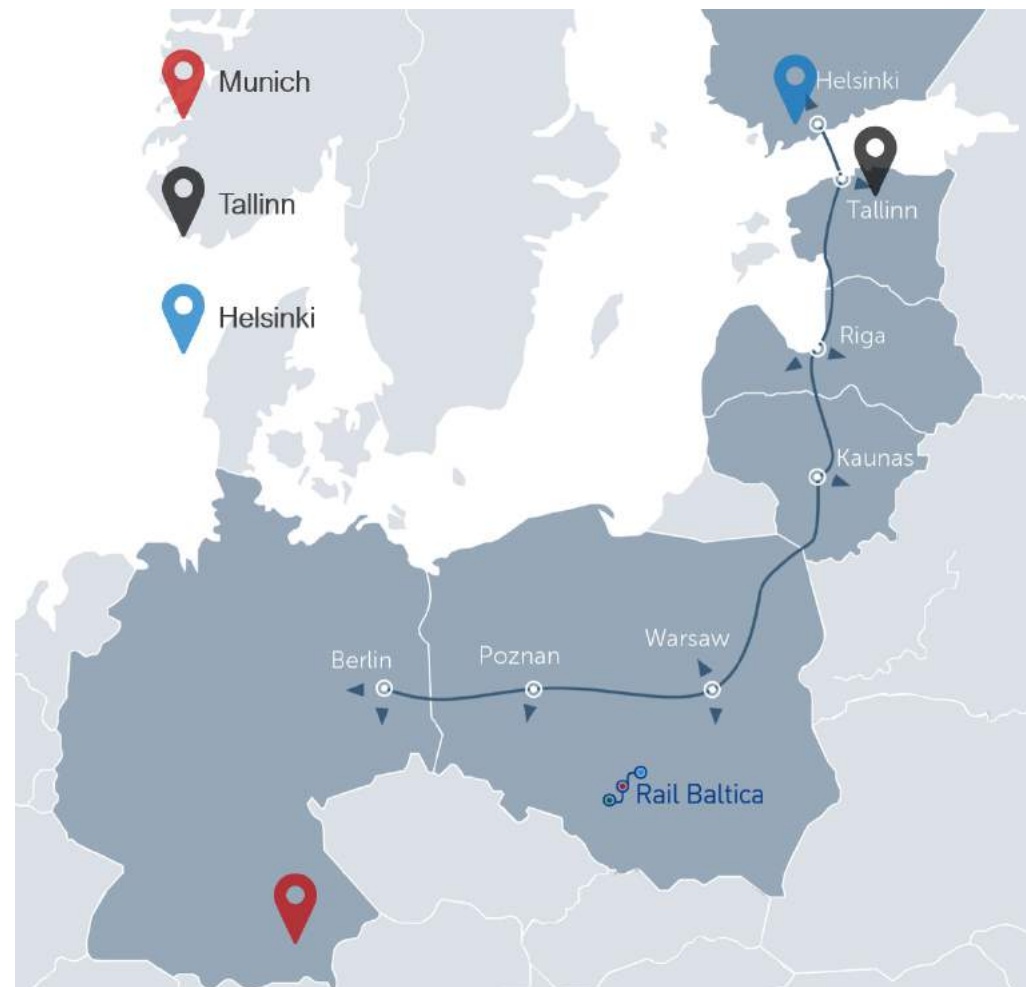 Munich
Tallinn
Helsinki
Helsinki
Tallinn
Riga
Kaunas
Warsaw
Poznan
Berlin
Rail Baltica